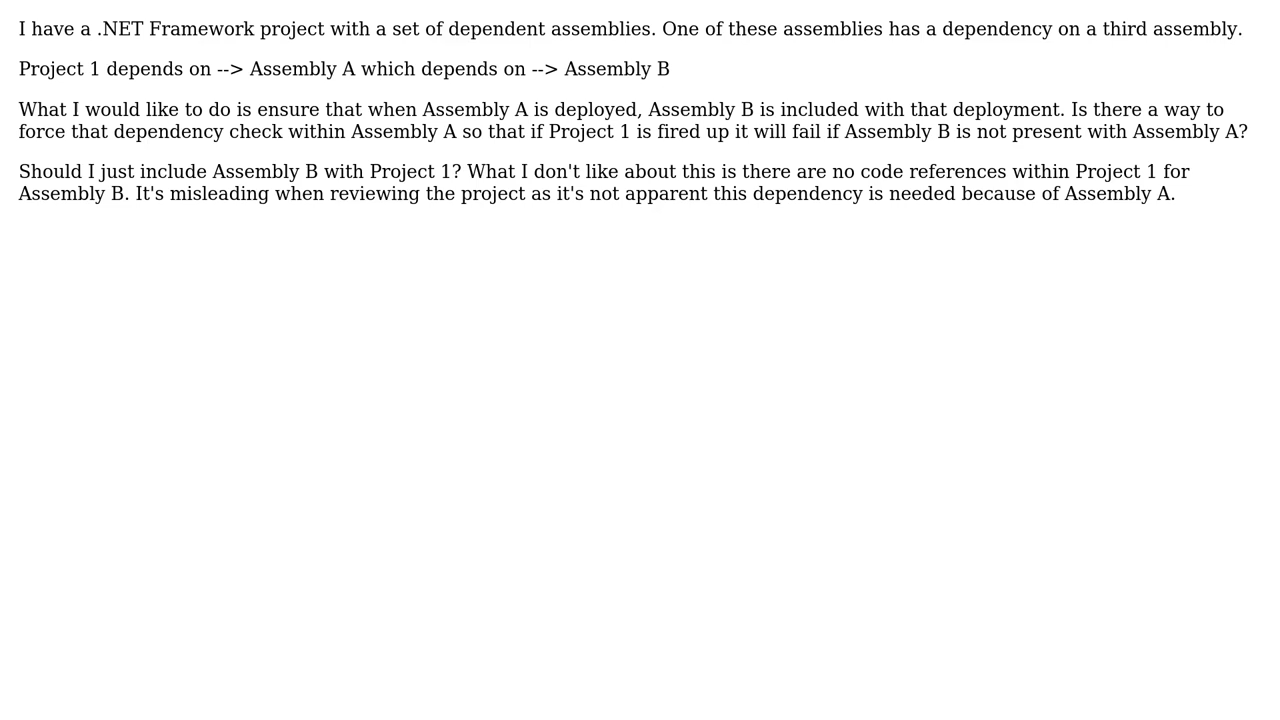 I have a .NET Framework project with a set of dependent assemblies. One of these assemblies has a dependency on a third assembly.
Project 1 depends on --> Assembly A which depends on --> Assembly B
What I would like to do is ensure that when Assembly A is deployed, Assembly B is included with that deployment. Is there a way to
force that dependency check within Assembly A so that if Project 1 is fired up it will fail if Assembly B is not present with Assembly A?
Should I just include Assembly B with Project 1? What I don't like about this is there are no code references within Project 1 for
Assembly B. It's misleading when reviewing the project as it's not apparent this dependency is needed because of Assembly A.